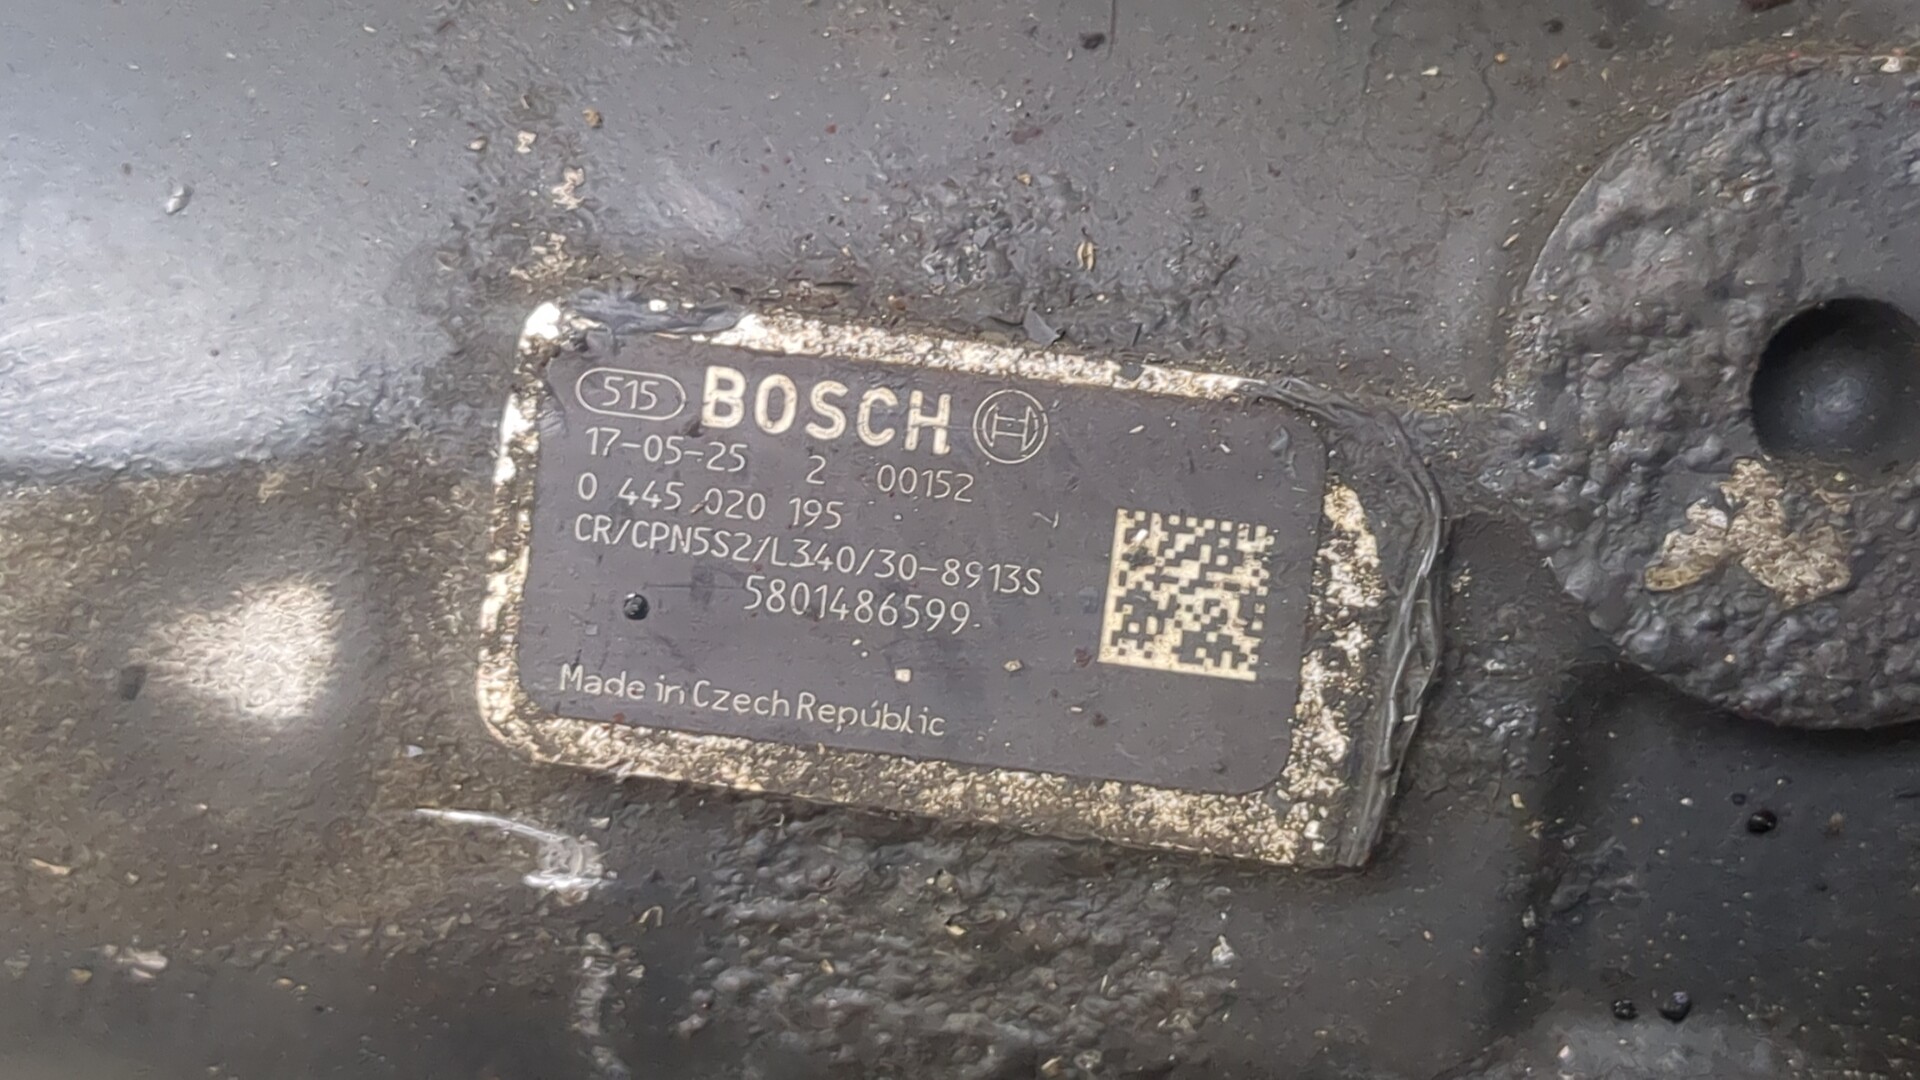 515 BOSCH
17-05-25 2 00152
0 445 020 195
CR/CPN5S2/L340/30-8913S
5801486599
Made in Czech Republic